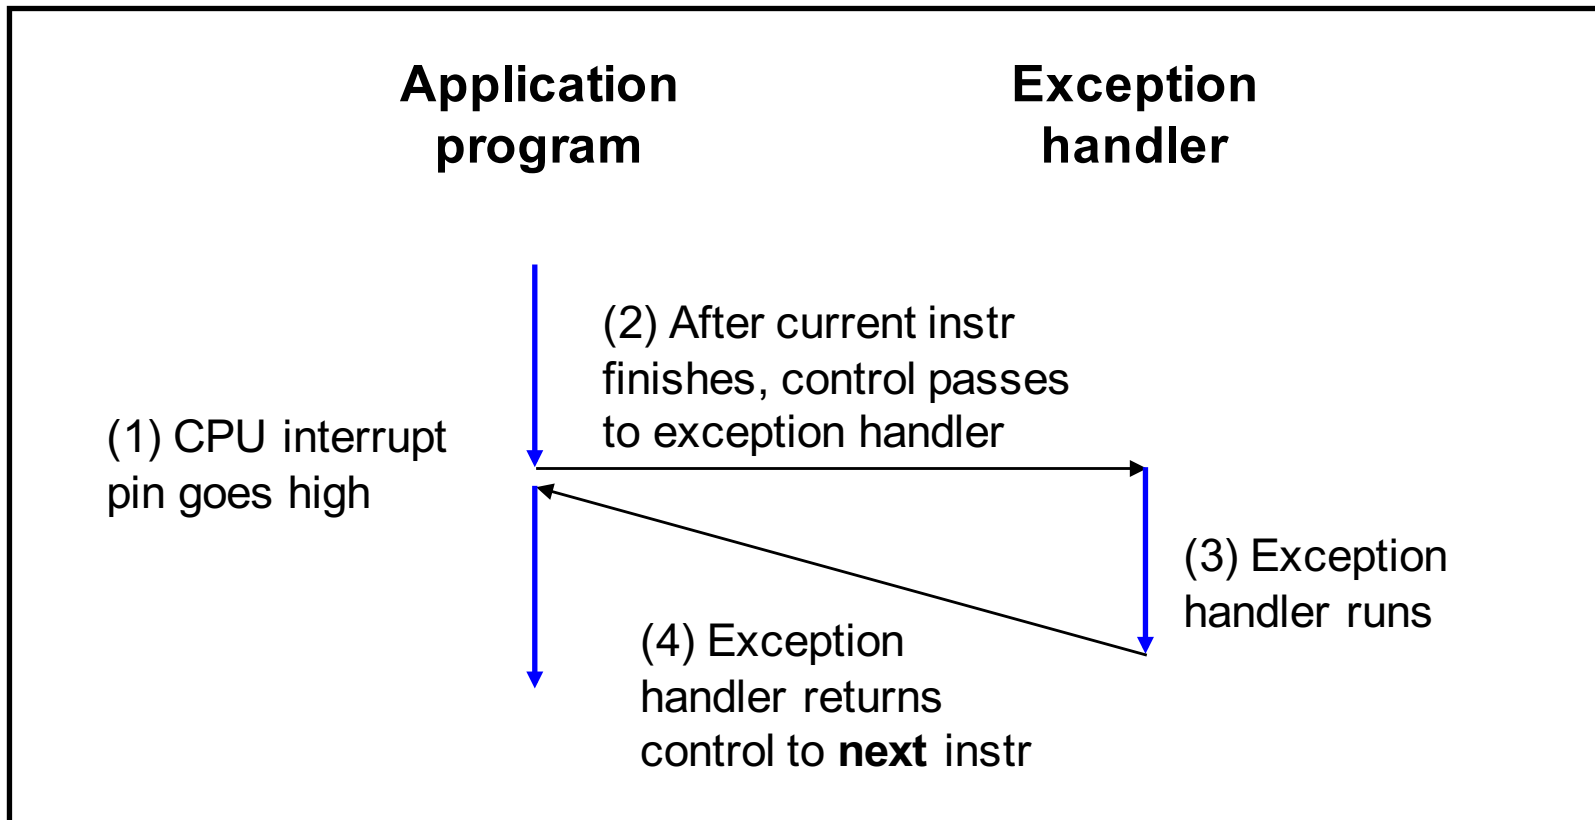 Application
program
Exception
handler
(2) After current instr
finishes, control passes
to exception handler
(1) CPU interrupt
pin goes high
(3) Exception
handler runs
(4) Exception
handler returns
control to next instr